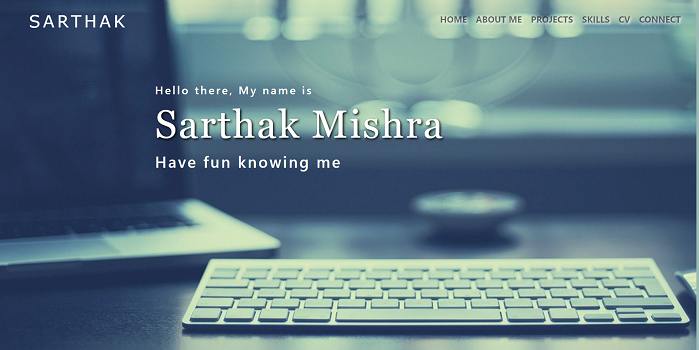 SARTHAK
HOME ABOUT ME PROJECTS SKILLS CV CONNECT
Hello there, My name is
Sarthak Mishra
Have fun knowing me